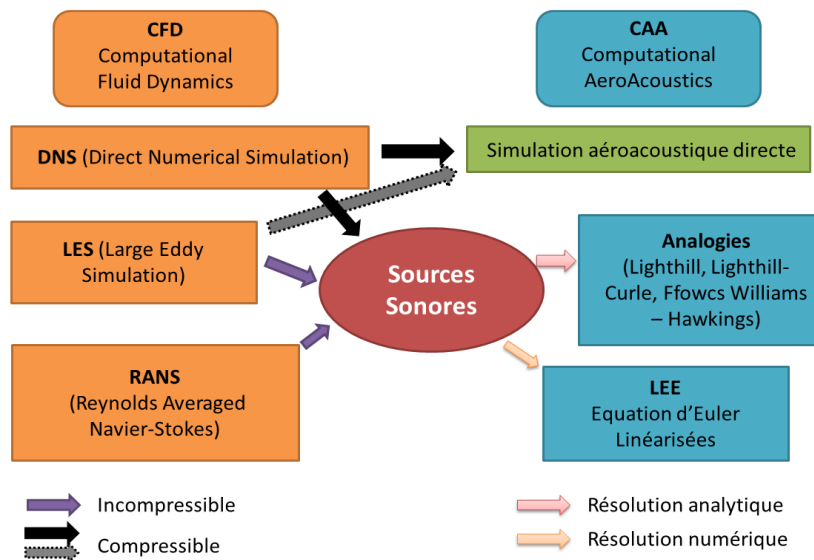 CFD
Computational
Fluid Dynamics
CAA
Computational
AeroAcoustics
DNS (Direct Numerical Simulation)
Simulation aéroacoustique directe
LES (Large Eddy
Simulation)
Sources
Sonores
Analogies
(Lighthill, Lighthill-
Curle, Ffowcs Williams
– Hawkings)
RANS
(Reynolds Averaged
Navier-Stokes)
LEE
Equation d’Euler
Linéarisées
Incompressible
Compressible
Résolution analytique
Résolution numérique